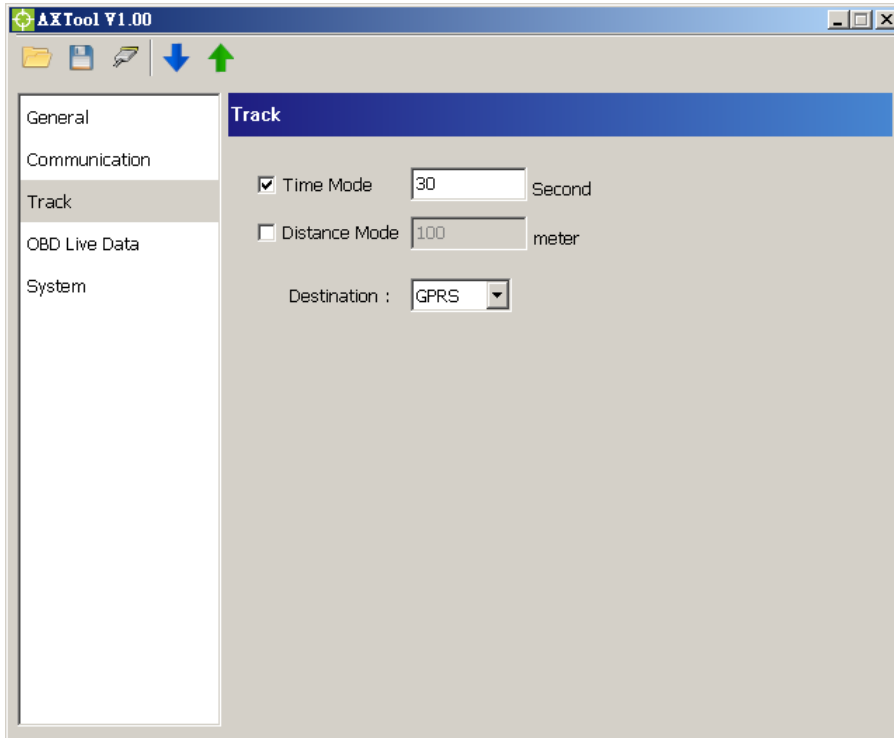 AXTool V1.00
General
Communication
Track
OBD Live Data
System
Track
Time Mode 30 Second
Distance Mode 100 meter
Destination : GPRS